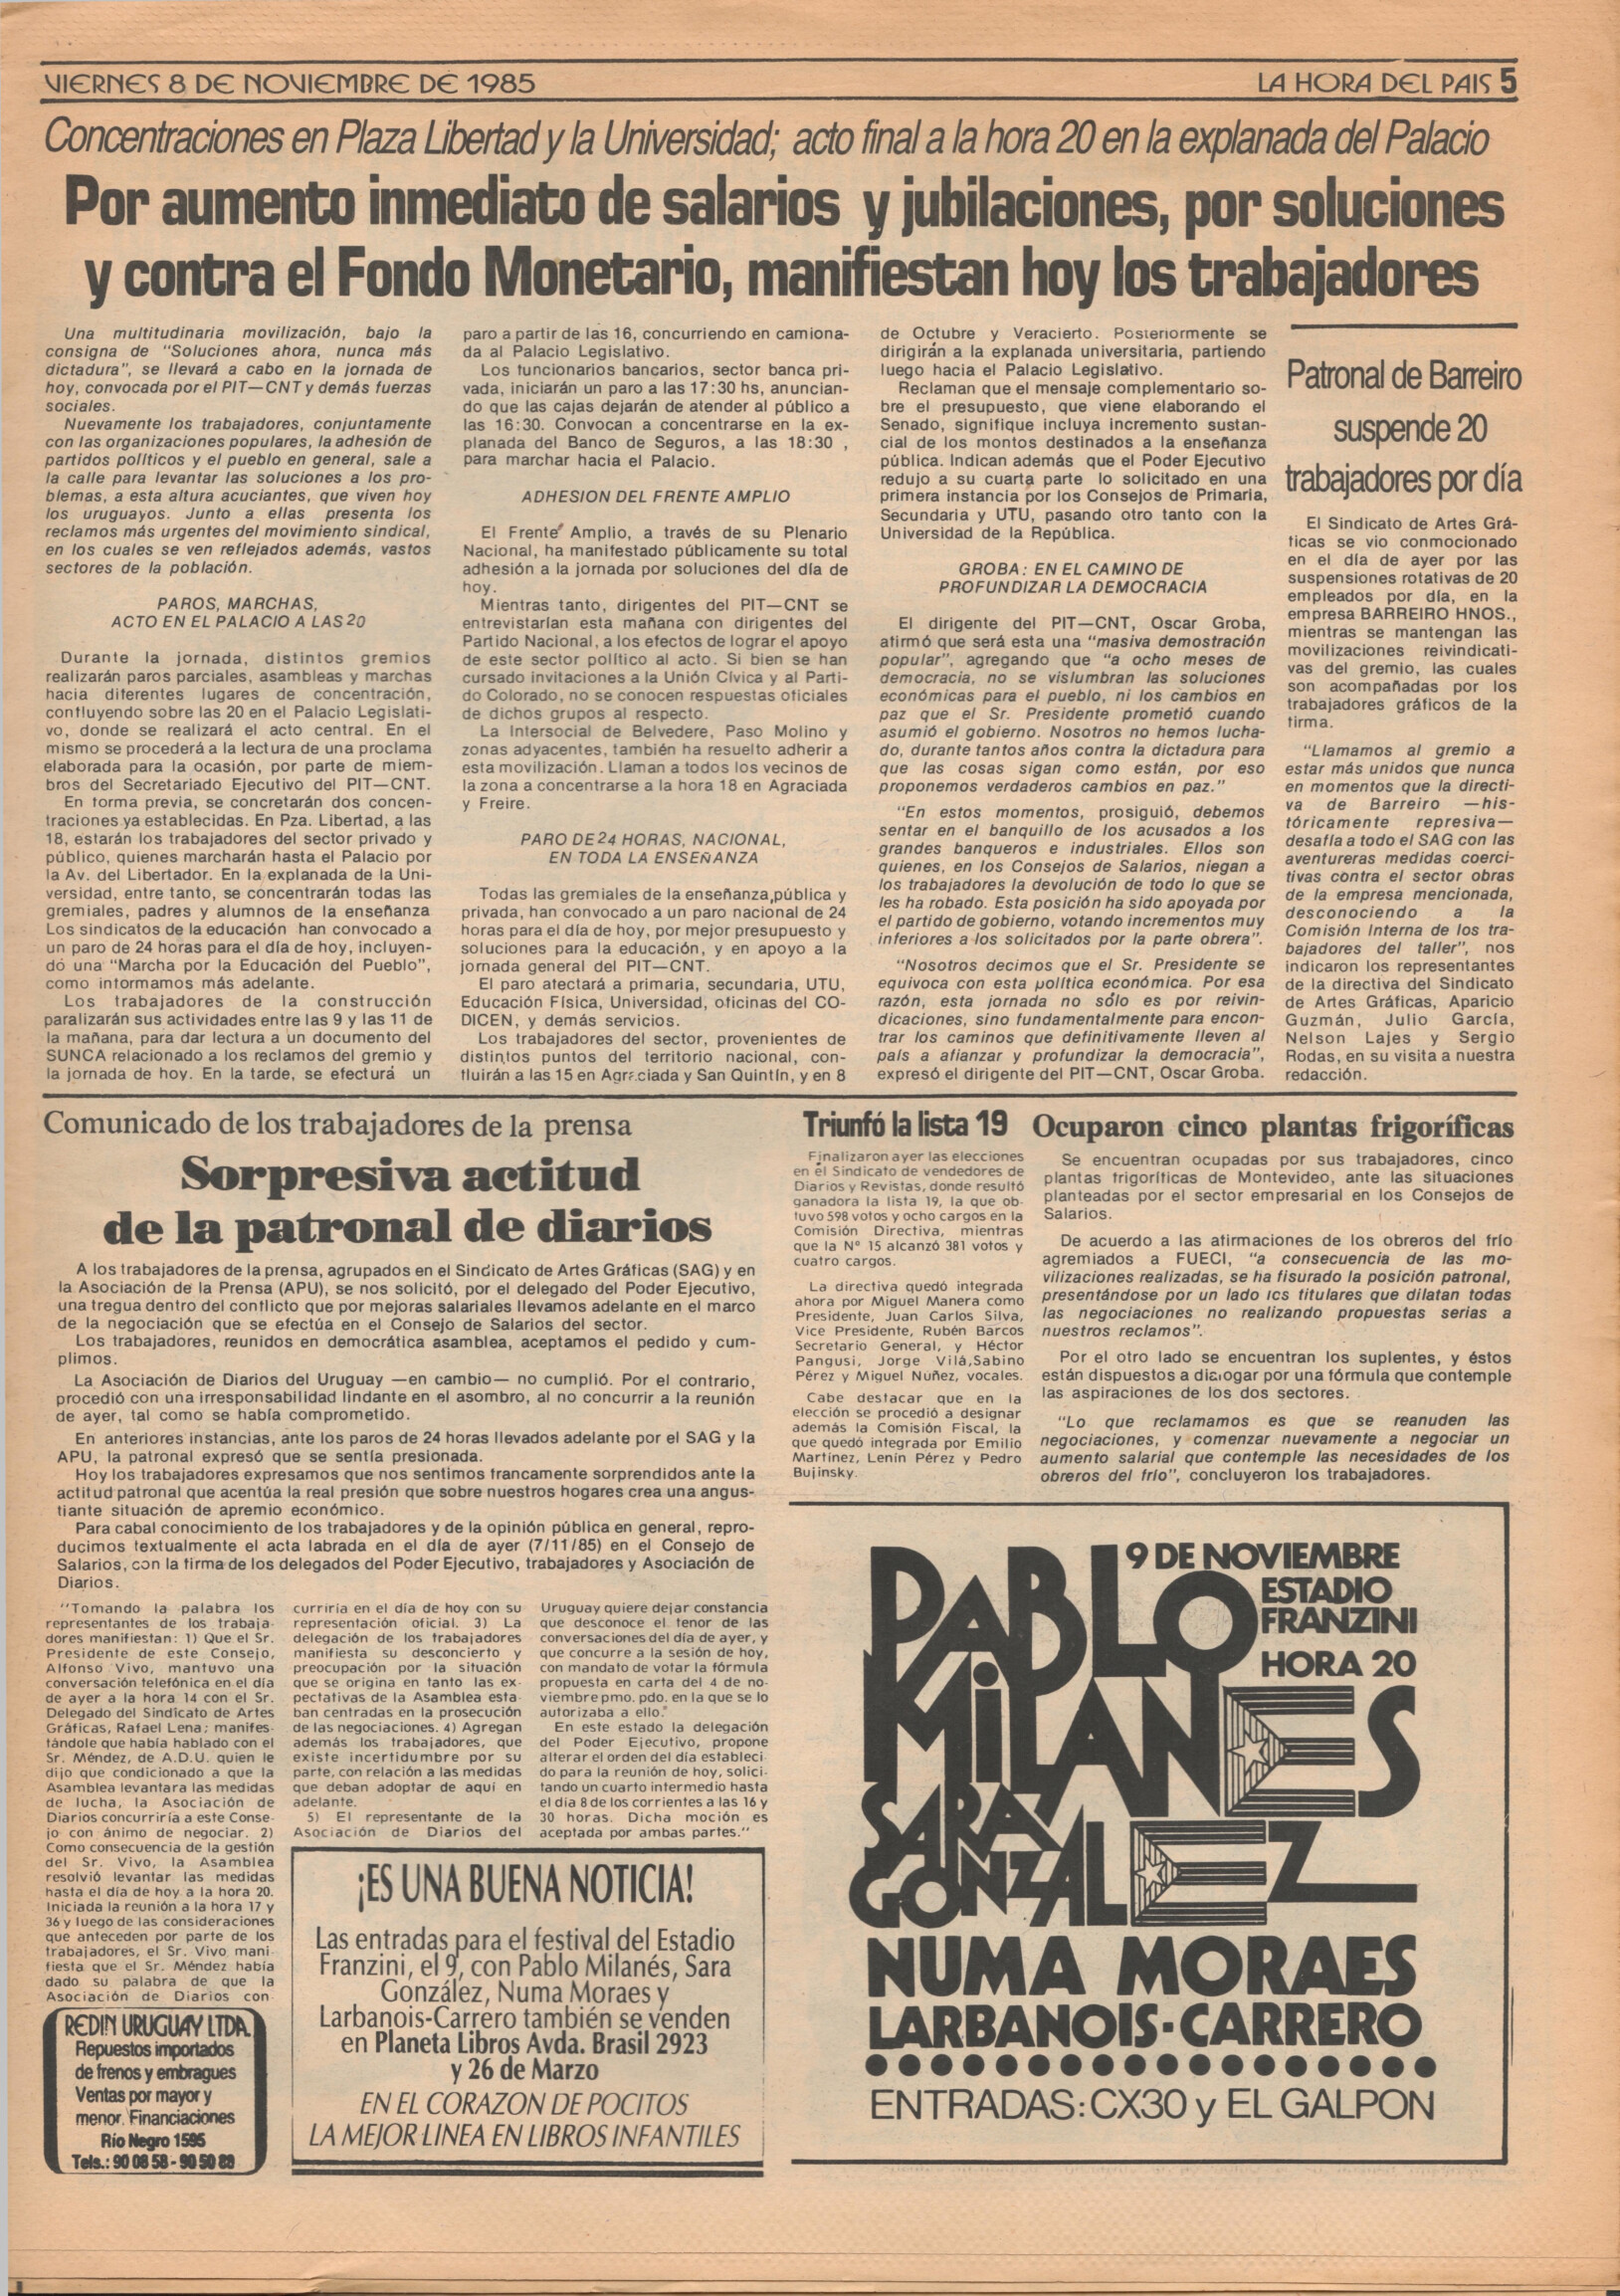 VIERNES 8 DE NOVIEMBRE DE 1985
LA HORA DEL PAIS 5
Concentraciones en Plaza Libertad y la Universidad; acto final a la hora 20 en la explanada del Palacio
Por aumento inmediato de salarios y jubilaciones, por soluciones
y contra el Fondo Monetario, manifiestan hoy los trabajadores
Una multitudinaria movilización, bajo la
consigna de "Soluciones ahora, nunca más
dictadura", se llevará a cabo en la jornada de
hoy, convocada por el PIT—CNT y demás fuerzas
sociales.
Nuevamente los trabajadores, conjuntamente
con las organizaciones populares, la adhesión de
partidos políticos y el pueblo en general, sale a
la calle para levantar las soluciones a los pro-
blemas, a esta altura acuciantes, que viven hoy
los uruguayos. Junto a ellas presenta los
reclamos más urgentes del movimiento sindical,
en los cuales se ven reflejados además, vastos
sectores de la población.
PAROS, MARCHAS,
ACTO EN EL PALACIO A LAS 20
Durante la jornada, distintos gremios
realizarán paros parciales, asambleas y marchas
hacia diferentes lugares de concentración,
confluyendo sobre las 20 en el Palacio Legislati-
vo, donde se realizará el acto central. En el
mismo se procederá a la lectura de una proclama
elaborada para la ocasión, por parte de miem-
bros del Secretariado Ejecutivo del PIT—CNT.
En forma previa, se concretarán dos concen-
traciones ya establecidas. En Pza. Libertad, a las
18, estarán los trabajadores del sector privado y
público, quienes marcharán hasta el Palacio por
la Av. del Libertador. En la explanada de la Uni-
versidad, entre tanto, se concentrarán todas las
gremiales, padres y alumnos de la enseñanza
Los sindicatos de la educación han convocado a
un paro de 24 horas para el día de hoy, incluyen-
dó una "Marcha por la Educación del Pueblo",
como informamos más adelante.
Los trabajadores de la construcción
paralizarán sus actividades entre las 9 y las 11 de
la mañana, para dar lectura a un documento del
SUNCA relacionado a los reclamos del gremio y
la jornada de hoy. En la tarde, se efecturá un
paro a partir de las 16, concurriendo en camiona-
da al Palacio Legislativo.
Los funcionarios bancarios, sector banca pri-
vada, iniciarán un paro a las 17:30 hs, anuncian-
do que las cajas dejarán de atender al público a
las 16:30. Convocan a concentrarse en la ex-
planada del Banco de Seguros, a las 18:30 ,
para marchar hacia el Palacio.
ADHESION DEL FRENTE AMPLIO
El Frente Amplio, a través de su Plenario
Nacional, ha manifestado públicamente su total
adhesión a la jornada por soluciones del día de
hoy.
Mientras tanto, dirigentes del PIT—CNT se
entrevistarían esta mañana con dirigentes del
Partido Nacional, a los efectos de lograr el apoyo
de este sector político al acto. Si bien se han
cursado invitaciones a la Unión Cívica y al Parti-
do Colorado, no se conocen respuestas oficiales
de dichos grupos al respecto.
La Intersocial de Belvedere, Paso Molino y
zonas adyacentes, también ha resuelto adherir a
esta movilización. Llaman a todos los vecinos de
la zona a concentrarse a la hora 18 en Agraciada
y Freire.
PARO DE 24 HORAS, NACIONAL,
EN TODA LA ENSEÑANZA
Todas las gremiales de la enseñanza,pública y
privada, han convocado a un paro nacional de 24
horas para el día de hoy, por mejor presupuesto y
soluciones para la educación, y en apoyo a la
jornada general del PIT—CNT.
El paro afectará a primaria, secundaria, UTU,
Educación Física, Universidad, oficinas del CO-
DICEN, y demás servicios.
Los trabajadores del sector, provenientes de
distintos puntos del territorio nacional, con-
fluirán a las 15 en Agraciada y San Quintín, y en 8
de Octubre y Veracierto. Posteriormente se
dirigirán a la explanada universitaria, partiendo
luego hacia el Palacio Legislativo.
Reclaman que el mensaje complementario so-
bre el presupuesto, que viene elaborando el
Senado, signifique incluya incremento sustan-
cial de los montos destinados a la enseñanza
pública. Indican además que el Poder Ejecutivo
redujo a su cuarta parte lo solicitado en una
primera instancia por los Consejos de Primaria,
Secundaria y UTU, pasando otro tanto con la
Universidad de la República.
GROBA: EN EL CAMINO DE
PROFUNDIZAR LA DEMOCRACIA
El dirigente del PIT—CNT, Oscar Groba,
afirmó que será esta una "masiva demostración
popular", agregando que "a ocho meses de
democracia, no se vislumbran las soluciones
económicas para el pueblo, ni los cambios en
paz que el Sr. Presidente prometió cuando
asumió el gobierno. Nosotros no hemos lucha-
do, durante tantos años contra la dictadura para
que las cosas sigan como están, por eso
proponemos verdaderos cambios en paz."
"En estos momentos, prosiguió, debemos
sentar en el banquillo de los acusados a los
grandes banqueros e industriales. Ellos son
quienes, en los Consejos de Salarios, niegan a
los trabajadores la devolución de todo lo que se
les ha robado. Esta posición ha sido apoyada por
el partido de gobierno, votando incrementos muy
inferiores a los solicitados por la parte obrera".
"Nosotros decimos que el Sr. Presidente se
equivoca con esta política económica. Por esa
razón, esta jornada no sólo es por reivin-
dicaciones, sino fundamentalmente para encon-
trar los caminos que definitivamente lleven al
país a afianzar y profundizar la democracia",
expresó el dirigente del PIT—CNT, Oscar Groba.
Patronal de Barreiro
suspende 20
trabajadores por día
El Sindicato de Artes Grá-
ficas se vio conmocionado
en el día de ayer por las
suspensiones rotativas de 20
empleados por día, en la
empresa BARREIRO HNOS.,
mientras se mantengan las
movilizaciones reivindicati-
vas del gremio, las cuales
son acompañadas por los
trabajadores gráficos de la
firma.
"Llamamos al gremio a
estar más unidos que nunca
en momentos que la directi-
va de Barreiro —his-
tóricamente represiva—
desafía a todo el SAG con las
aventureras medidas coerci-
tivas contra el sector obras
de la empresa mencionada,
desconociendo a la
Comisión Interna de los tra-
bajadores del taller", nos
indicaron los representantes
de la directiva del Sindicato
de Artes Gráficas, Aparicio
Guzmán, Julio García,
Nelson Lajes y Sergio
Rodas, en su visita a nuestra
redacción.
Comunicado de los trabajadores de la prensa
Sorpresiva actitud
de la patronal de diarios
A los trabajadores de la prensa, agrupados en el Sindicato de Artes Gráficas (SAG) y en
la Asociación de la Prensa (APU), se nos solicitó, por el delegado del Poder Ejecutivo,
una tregua dentro del conflicto que por mejoras salariales llevamos adelante en el marco
de la negociación que se efectúa en el Consejo de Salarios del sector.
Los trabajadores, reunidos en democrática asamblea, aceptamos el pedido y cum-
plimos.
La Asociación de Diarios del Uruguay —en cambio— no cumplió. Por el contrario,
procedió con una irresponsabilidad lindante en el asombro, al no concurrir a la reunión
de ayer, tal como se había comprometido.
En anteriores instancias, ante los paros de 24 horas llevados adelante por el SAG y la
APU, la patronal expresó que se sentía presionada.
Hoy los trabajadores expresamos que nos sentimos francamente sorprendidos ante la
actitud patronal que acentúa la real presión que sobre nuestros hogares crea una angus-
tiante situación de apremio económico.
Para cabal conocimiento de los trabajadores y de la opinión pública en general, repro-
ducimos textualmente el acta labrada en el día de ayer (7/11/85) en el Consejo de
Salarios, con la firma de los delegados del Poder Ejecutivo, trabajadores y Asociación de
Diarios.
"Tomando la palabra los
representantes de los trabaja-
dores manifiestan: 1) Que el Sr.
Presidente de este Consejo,
Alfonso Vivo, mantuvo una
conversación telefónica en el día
de ayer a la hora 14 con el Sr.
Delegado del Sindicato de Artes
Gráficas, Rafael Lena; manifes-
tándole que había hablado con el
Sr. Méndez, de A.D.U. quien le
dijo que condicionado a que la
Asamblea levantara las medidas
de lucha, la Asociación de
Diarios concurriría a este Conse-
jo con ánimo de negociar. 2)
Como consecuencia de la gestión
del Sr. Vivo, la Asamblea
resolvió levantar las medidas
hasta el día de hoy a la hora 20.
Iniciada la reunión a la hora 17 y
36 y luego de las consideraciones
que anteceden por parte de los
trabajadores, el Sr. Vivo mani-
fiesta que el Sr. Méndez había
dado su palabra de que la
Asociación de Diarios con-
curriría en el día de hoy con su
representación oficial. 3) La
delegación de los trabajadores
manifiesta su desconcierto y
preocupación por la situación
que se origina en tanto las ex-
pectativas de la Asamblea esta-
ban centradas en la prosecución
de las negociaciones. 4) Agregan
además los trabajadores, que
existe incertidumbre por su
parte, con relación a las medidas
que deban adoptar de aquí en
adelante.
5) El representante de la
Asociación de Diarios del
Uruguay quiere dejar constancia
que desconoce el tenor de las
conversaciones del día de ayer, y
que concurre a la sesión de hoy,
con mandato de votar la fórmula
propuesta en carta del 4 de no-
viembre pmo. pdo. en la que se lo
autorizaba a ello."
En este estado la delegación
del Poder Ejecutivo, propone
alterar el orden del día estableci-
do para la reunión de hoy, solici-
tando un cuarto intermedio hasta
el día 8 de los corrientes a las 16 y
30 horas. Dicha moción es
aceptada por ambas partes."
Triunfó la lista 19
Finalizaron ayer las elecciones
en el Sindicato de vendedores de
Diarios y Revistas, donde resultó
ganadora la lista 19, la que ob-
tuvo 598 votos y ocho cargos en la
Comisión Directiva, mientras
que la Nº 15 alcanzó 381 votos y
cuatro cargos.
La directiva quedó integrada
ahora por Miguel Manera como
Presidente, Juan Carlos Silva,
Vice Presidente, Rubén Barcos
Secretario General, y Héctor
Pangusi, Jorge Vilá,Sabino
Pérez y Miguel Núñez, vocales.
Cabe destacar que en la
elección se procedió a designar
además la Comisión Fiscal, la
que quedó integrada por Emilio
Martínez, Lenin Pérez y Pedro
Bujinsky.
Ocuparon cinco plantas frigoríficas
Se encuentran ocupadas por sus trabajadores, cinco
plantas frigoríficas de Montevideo, ante las situaciones
planteadas por el sector empresarial en los Consejos de
Salarios.
De acuerdo a las afirmaciones de los obreros del frío
agremiados a FUECI, "a consecuencia de las mo-
vilizaciones realizadas, se ha fisurado la posición patronal,
presentándose por un lado los titulares que dilatan todas
las negociaciones no realizando propuestas serias a
nuestros reclamos".
Por el otro lado se encuentran los suplentes, y éstos
están dispuestos a dialogar por una fórmula que contemple
las aspiraciones de los dos sectores.
"Lo que reclamamos es que se reanuden las
negociaciones, y comenzar nuevamente a negociar un
aumento salarial que contemple las necesidades de los
obreros del frío", concluyeron los trabajadores.
REDIN URUGUAY LTDA.
Repuestos importados
de frenos y embragues
Ventas por mayor y
menor. Financiaciones
Río Negro 1595
Tels.: 90 08 58 - 90 50 89
¡ES UNA BUENA NOTICIA!
Las entradas para el festival del Estadio
Franzini, el 9, con Pablo Milanés, Sara
González, Numa Moraes y
Larbanois-Carrero también se venden
en Planeta Libros Avda. Brasil 2923
y 26 de Marzo
EN EL CORAZON DE POCITOS
LA MEJOR LINEA EN LIBROS INFANTILES
9 DE NOVIEMBRE
ESTADIO
FRANZINI
HORA 20
PABLO
MILANES
SARA
GONZALEZ
NUMA MORAES
LARBANOIS-CARRERO
ENTRADAS: CX30 y EL GALPON